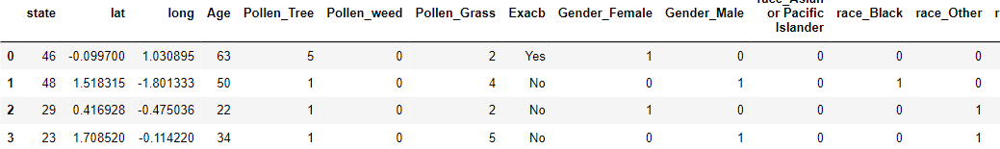 state lat long Age Pollen_Tree Pollen_weed Pollen_Grass Exacb Gender_Female Gender_Male race_Asian or Pacific Islander race_Black race_Other r
0 46 -0.099700 1.030895 63 5 0 2 Yes 1 0 0 0 0
1 48 1.518315 -1.801333 50 1 0 4 No 0 1 0 1 0
2 29 0.416928 -0.475036 22 1 0 2 No 1 0 0 0 1
3 23 1.708520 -0.114220 34 1 0 5 No 0 1 0 0 1